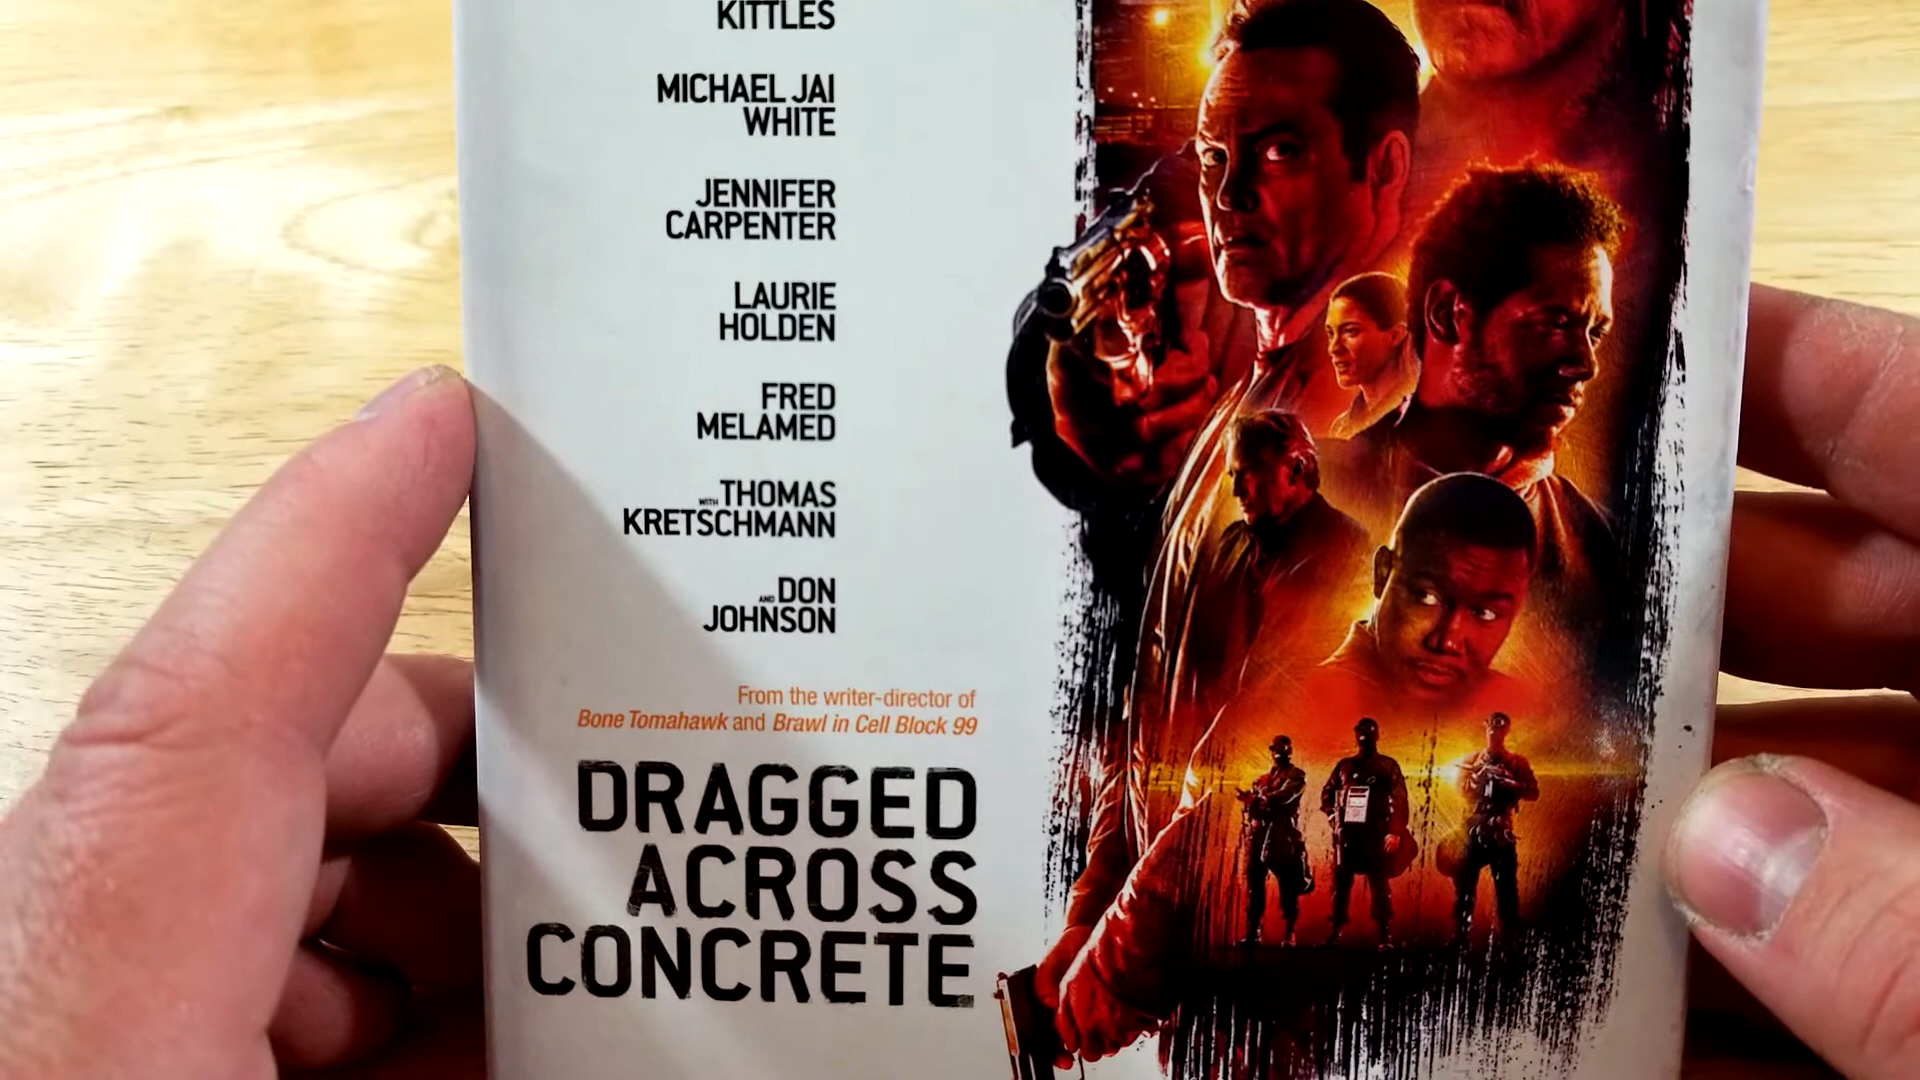 KITTLES
MICHAEL JAI
WHITE
JENNIFER
CARPENTER
LAURIE
HOLDEN
FRED
MELAMED
WITH THOMAS
KRETSCHMANN
AND DON
JOHNSON
From the writer-director of
Bone Tomahawk and Brawl in Cell Block 99
DRAGGED
ACROSS
CONCRETE